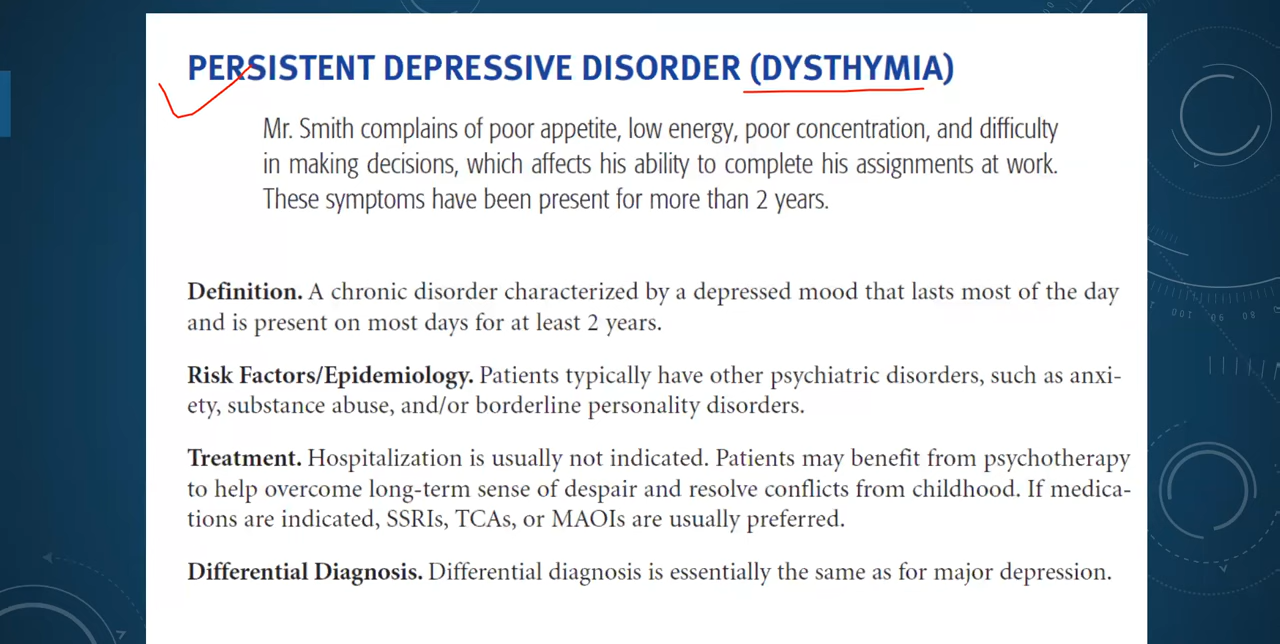 PERSISTENT DEPRESSIVE DISORDER (DYSTHYMIA)
Mr. Smith complains of poor appetite, low energy, poor concentration, and difficulty
in making decisions, which affects his ability to complete his assignments at work.
These symptoms have been present for more than 2 years.
Definition. A chronic disorder characterized by a depressed mood that lasts most of the day
and is present on most days for at least 2 years.
Risk Factors/Epidemiology. Patients typically have other psychiatric disorders, such as anxi-
ety, substance abuse, and/or borderline personality disorders.
Treatment. Hospitalization is usually not indicated. Patients may benefit from psychotherapy
to help overcome long-term sense of despair and resolve conflicts from childhood. If medica-
tions are indicated, SSRIs, TCAs, or MAOIs are usually preferred.
Differential Diagnosis. Differential diagnosis is essentially the same as for major depression.